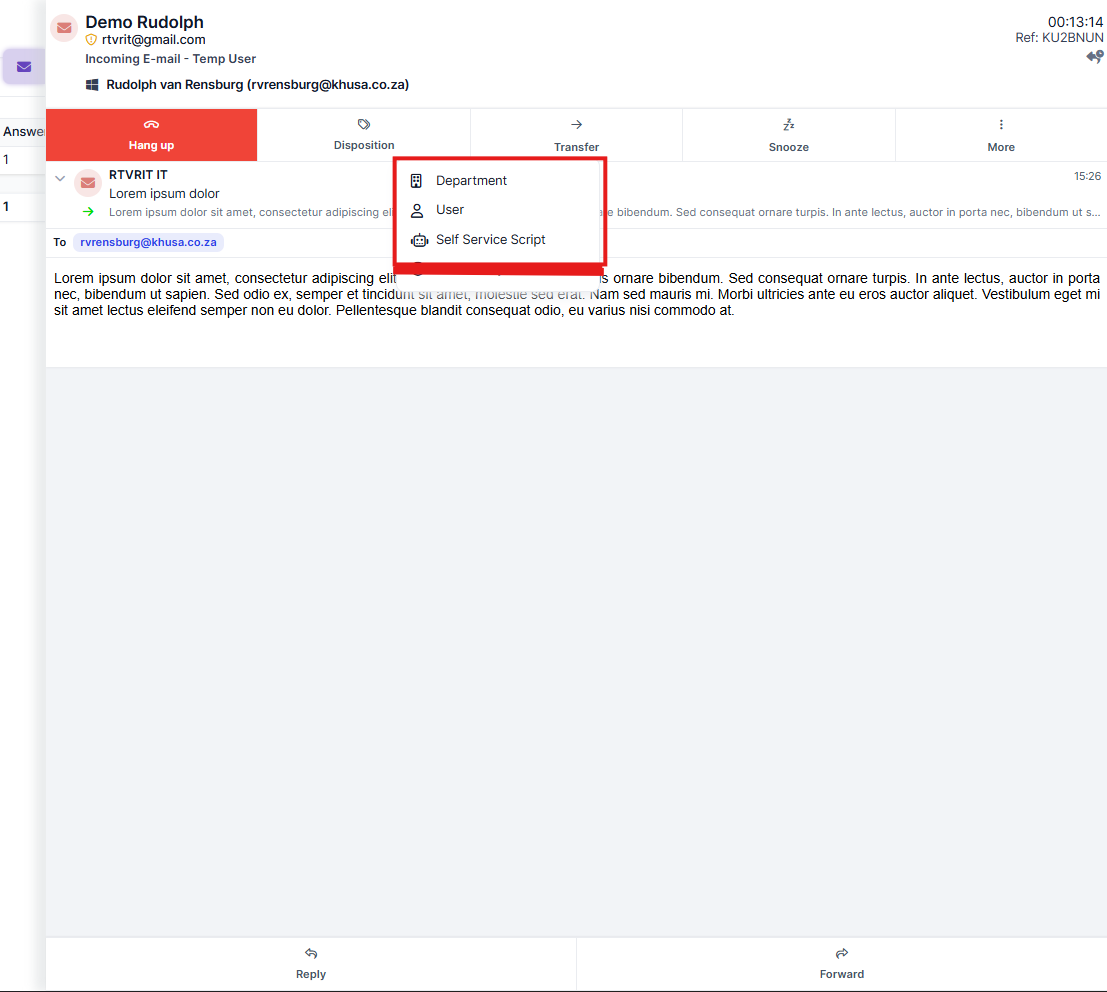 Demo Rudolph
rtvrit@gmail.com
Incoming E-mail - Temp User
Rudolph van Rensburg (rvrensburg@khusa.co.za)
00:13:14
Ref: KU2BNUN
Answe
1
1
Hang up
Disposition
Transfer
Snooze
More
RTVRIT IT
15:26
Lorem ipsum dolor
Lorem ipsum dolor sit amet, consectetur adipiscing eli e bibendum. Sed consequat ornare turpis. In ante lectus, auctor in porta nec, bibendum ut s...
Department
User
Self Service Script
To rvrensburg@khusa.co.za
Lorem ipsum dolor sit amet, consectetur adipiscing elit s ornare bibendum. Sed consequat ornare turpis. In ante lectus, auctor in porta
nec, bibendum ut sapien. Sed odio ex, semper et tincidunt sit amet, molestie sed erat. Nam sed mauris mi. Morbi ultricies ante eu eros auctor aliquet. Vestibulum eget mi
sit amet lectus eleifend semper non eu dolor. Pellentesque blandit consequat odio, eu varius nisi commodo at.
Reply
Forward